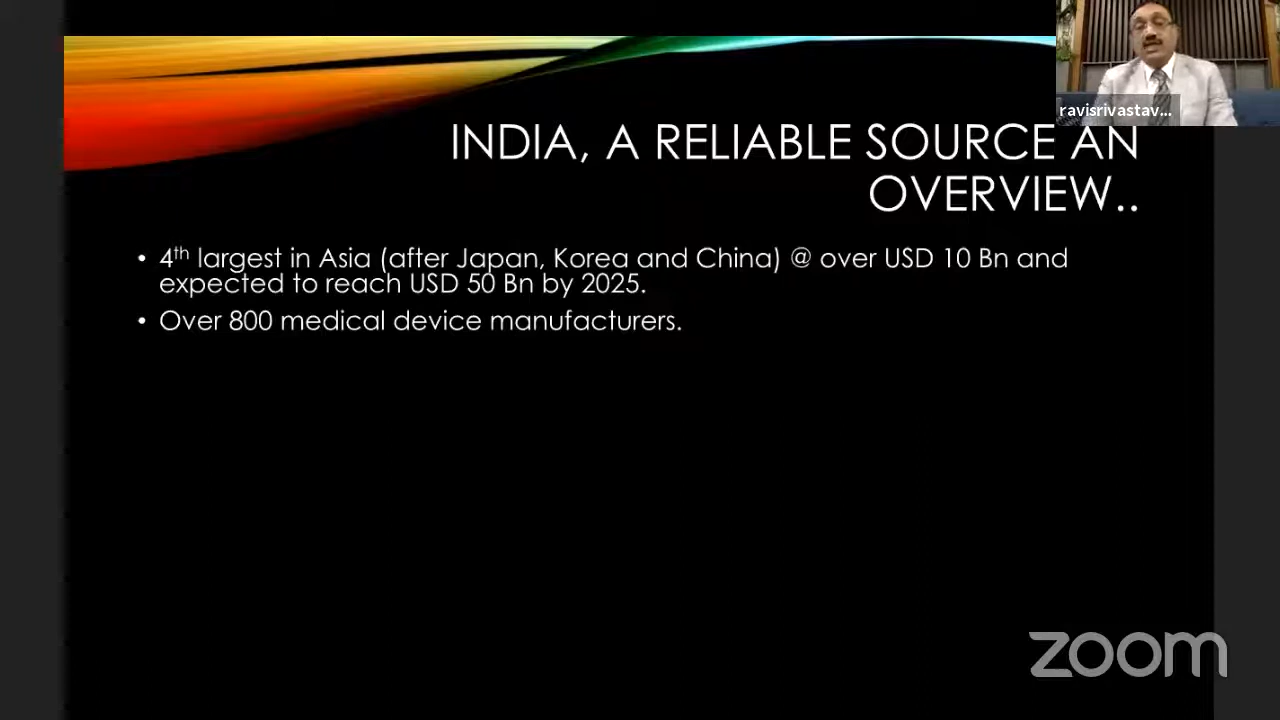 ravisrivastav...
INDIA, A RELIABLE SOURCE AN
OVERVIEW..
• 4th largest in Asia (after Japan, Korea and China) @ over USD 10 Bn and
expected to reach USD 50 Bn by 2025.
• Over 800 medical device manufacturers.
zoom